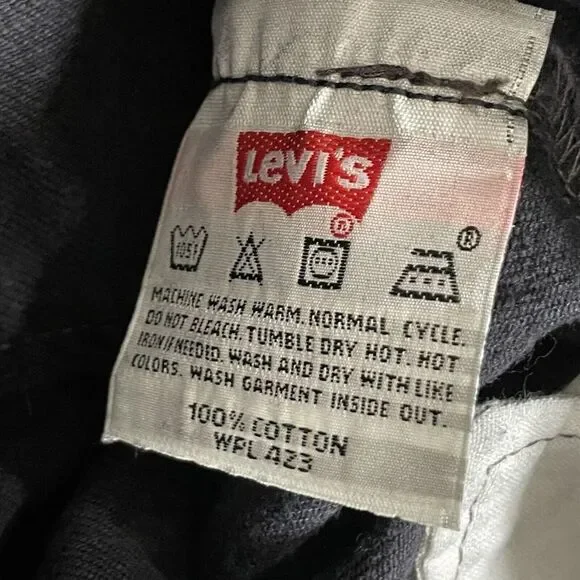 Levi's
®
105F
®
MACHINE WASH WARM. NORMAL CYCLE.
DO NOT BLEACH. TUMBLE DRY HOT. HOT
IRON IF NEEDED. WASH AND DRY WITH LIKE
COLORS. WASH GARMENT INSIDE OUT.
100% COTTON
WPL 423